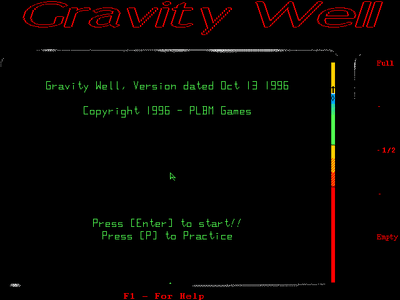 Gravity Well
Full
Gravity Well, Version dated Oct 13 1996
Copyright 1996 - PLBM Games
-
-1/2
-
Press [Enter] to start!!
Press [P] to Practice
Empty
F1 - For Help